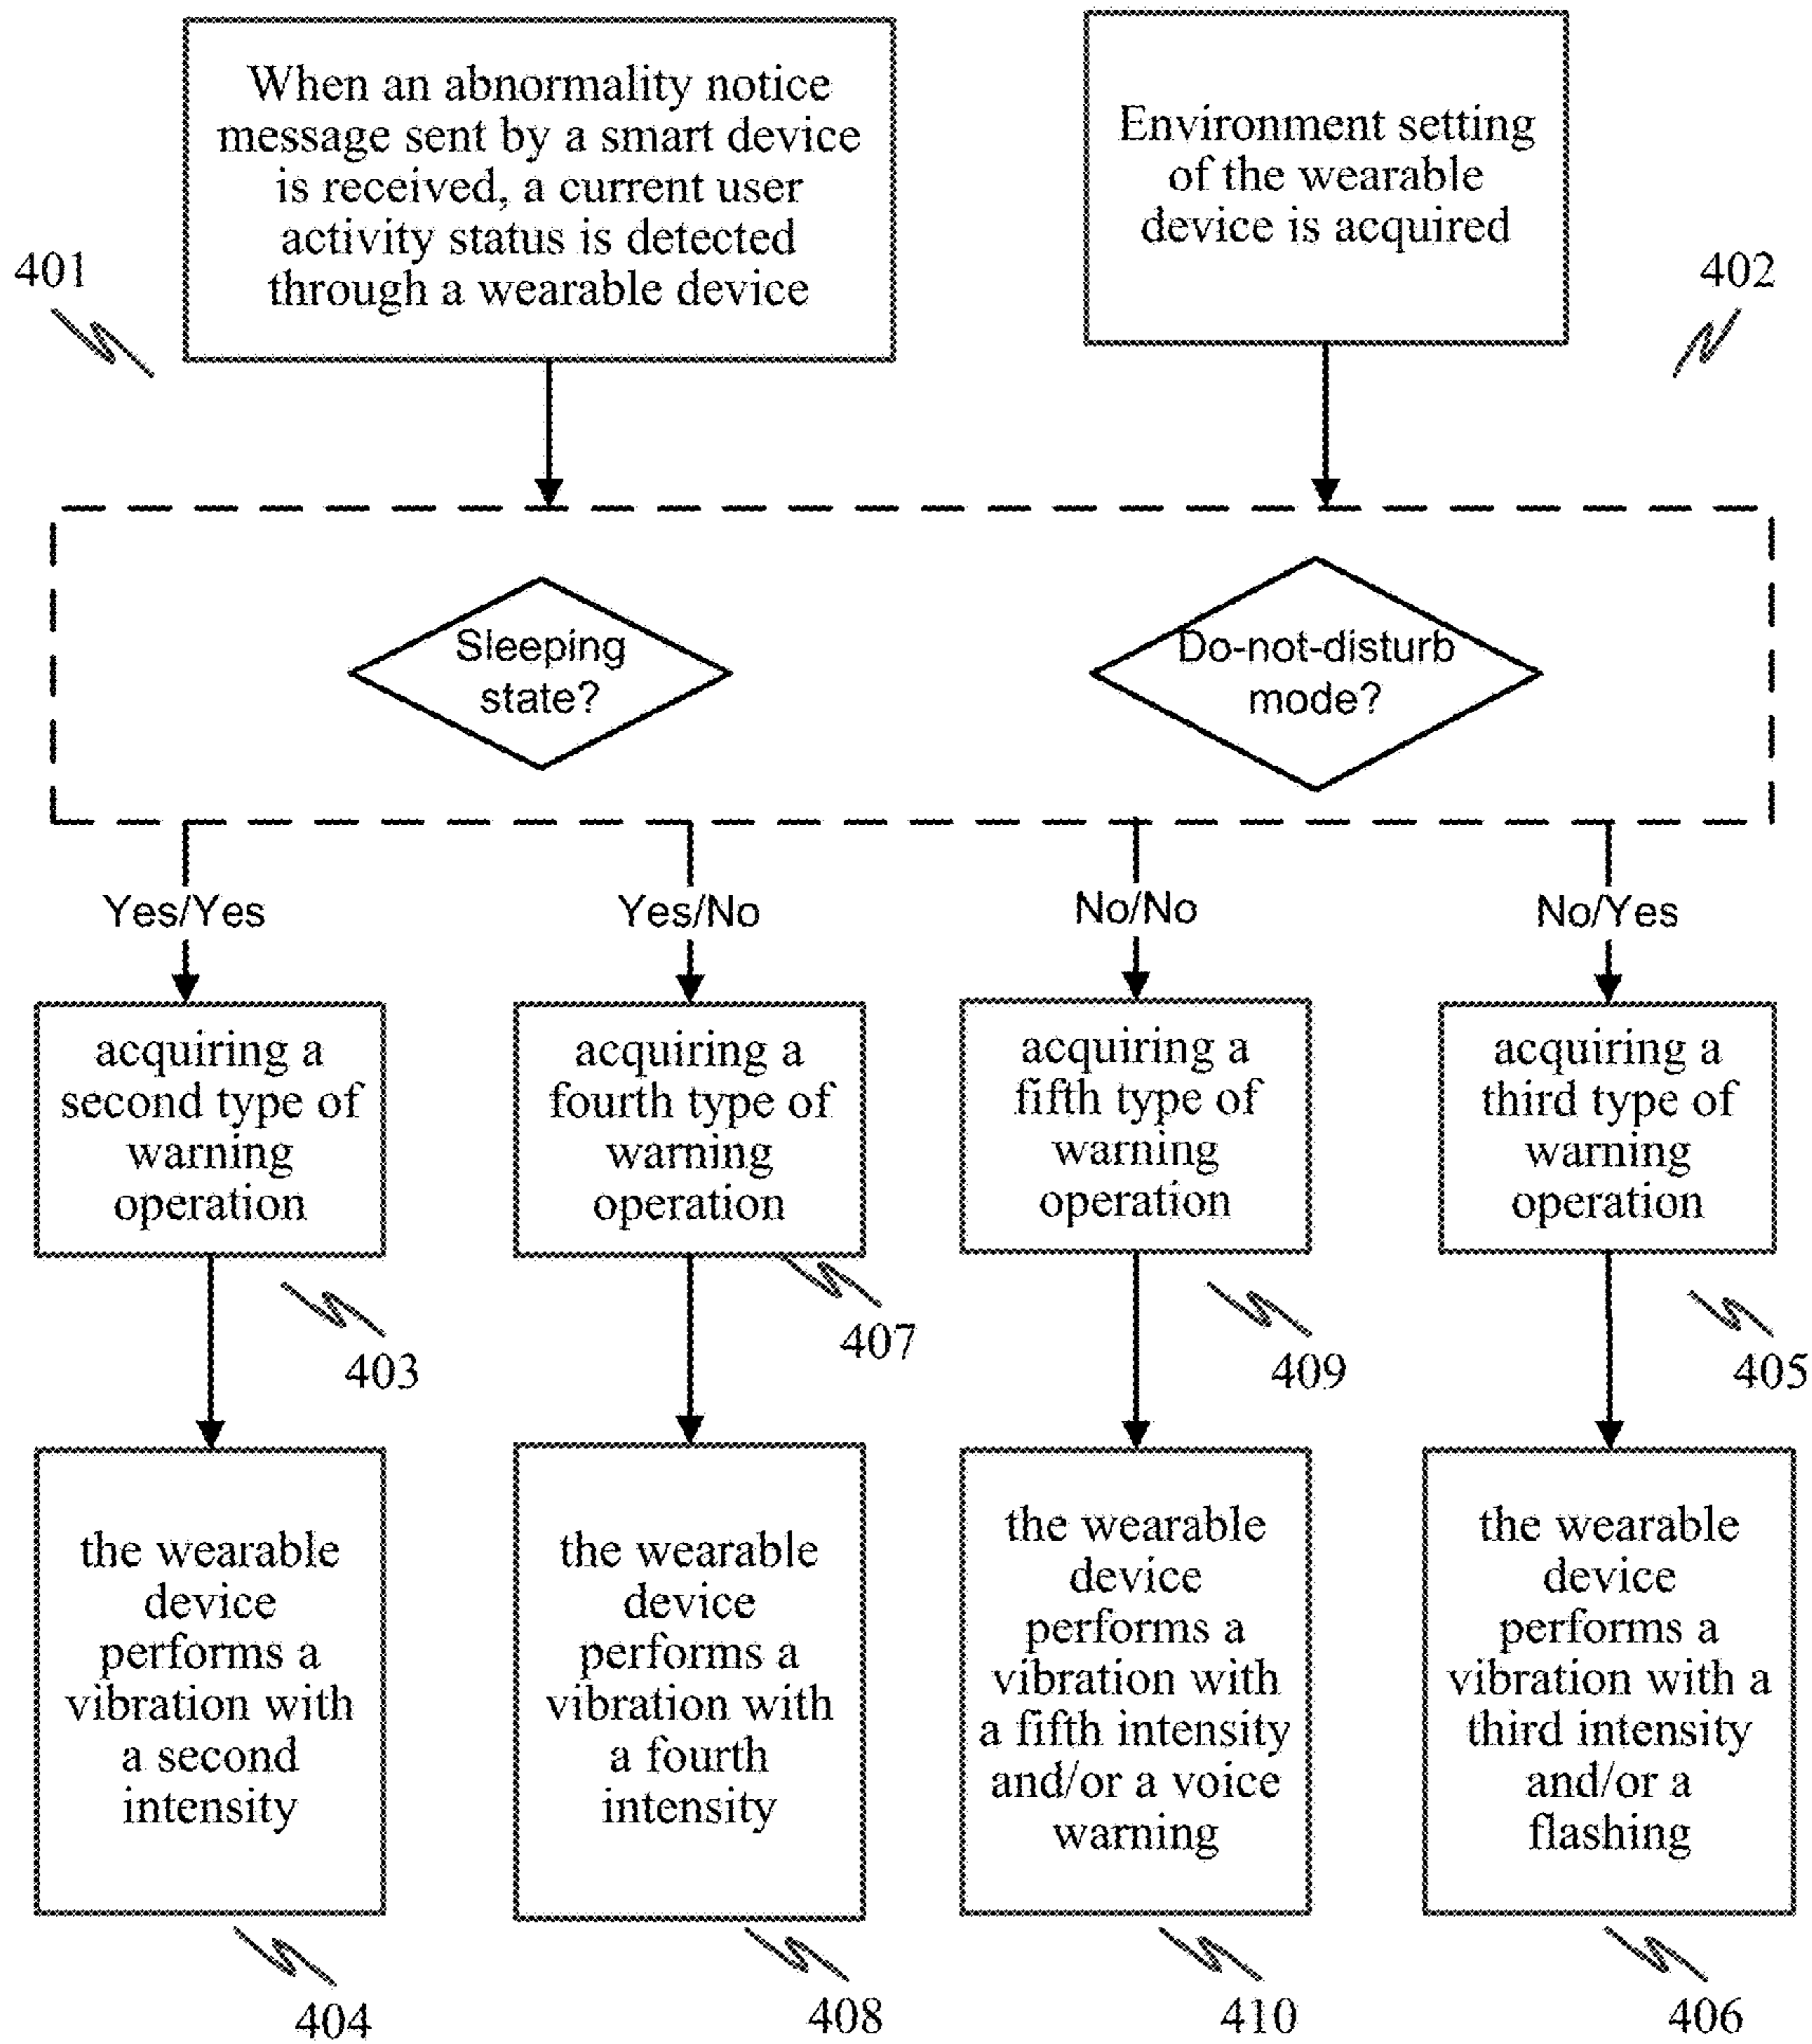 When an abnormality notice
message sent by a smart device
is received, a current user
activity status is detected
through a wearable device
401
Environment setting
of the wearable
device is acquired
402
Sleeping
state?
Do-not-disturb
mode?
Yes/Yes
Yes/No
No/No
No/Yes
acquiring a
second type of
warning
operation
403
acquiring a
fourth type of
warning
operation
407
acquiring a
fifth type of
warning
operation
409
acquiring a
third type of
warning
operation
405
the wearable
device
performs a
vibration with
a second
intensity
404
the wearable
device
performs a
vibration with
a fourth
intensity
408
the wearable
device
performs a
vibration with
a fifth intensity
and/or a voice
warning
410
the wearable
device
performs a
vibration with a
third intensity
and/or a
flashing
406